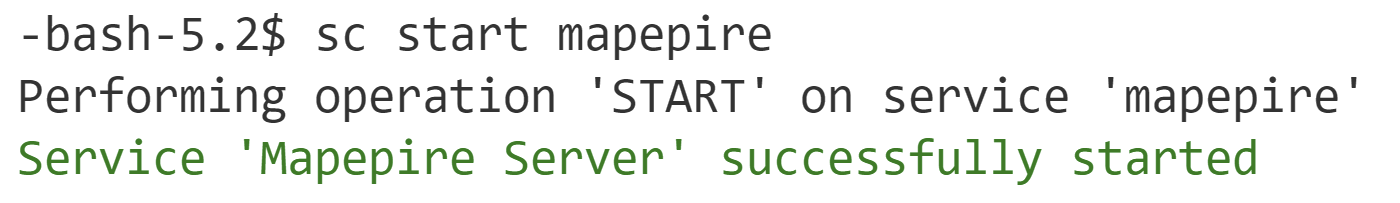 -bash-5.2$ sc start mapepire
Performing operation 'START' on service 'mapepire'
Service 'Mapepire Server' successfully started